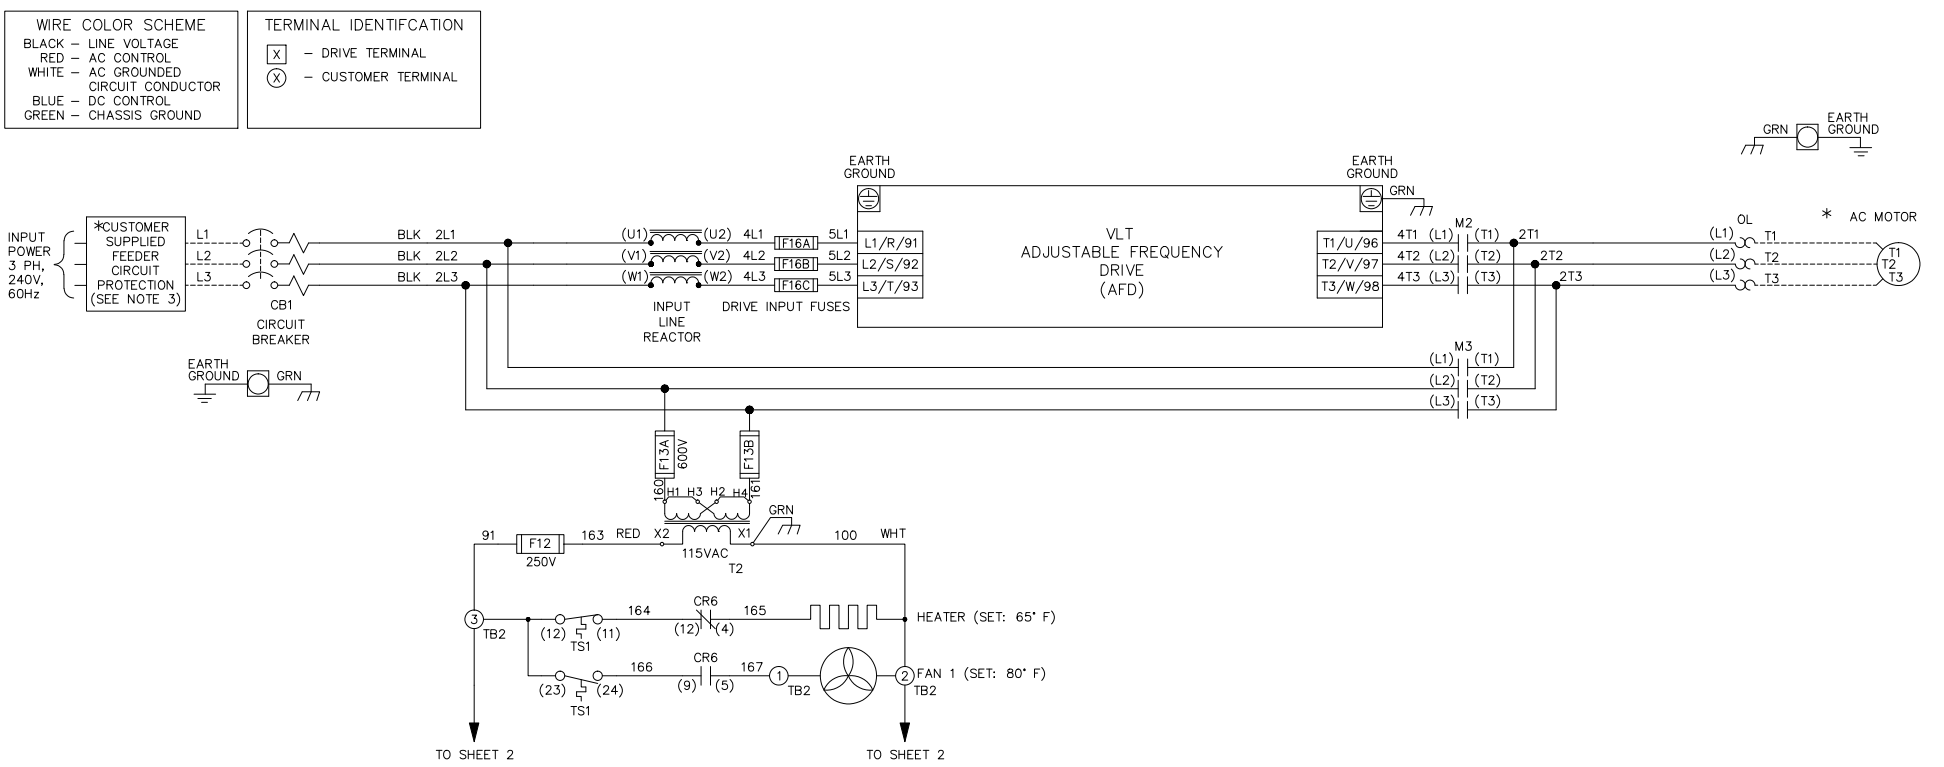 WIRE COLOR SCHEME
BLACK – LINE VOLTAGE
RED – AC CONTROL
WHITE – AC GROUNDED
CIRCUIT CONDUCTOR
BLUE – DC CONTROL
GREEN – CHASSIS GROUND
TERMINAL IDENTIFCATION
X – DRIVE TERMINAL
X – CUSTOMER TERMINAL
GRN
EARTH
GROUND
EARTH
GROUND
EARTH
GROUND
GRN
INPUT
POWER
3 PH,
240V,
60Hz
*CUSTOMER
SUPPLIED
FEEDER
CIRCUIT
PROTECTION
(SEE NOTE 3)
L1
L2
L3
CB1
CIRCUIT
BREAKER
BLK 2L1
BLK 2L2
BLK 2L3
(U1) (U2) 4L1 F16A 5L1 L1/R/91
(V1) (V2) 4L2 F16B 5L2 L2/S/92
(W1) (W2) 4L3 F16C 5L3 L3/T/93
INPUT
LINE
REACTOR
DRIVE INPUT FUSES
VLT
ADJUSTABLE FREQUENCY
DRIVE
(AFD)
M2
T1/U/96 4T1 (L1) (T1) 2T1
T2/V/97 4T2 (L2) (T2) 2T2
T3/W/98 4T3 (L3) (T3) 2T3
OL
(L1) T1
(L2) T2
(L3) T3
* AC MOTOR
T1
T2
T3
EARTH
GROUND
GRN
M3
(L1) (T1)
(L2) (T2)
(L3) (T3)
F13A
600V
F13B
160
161
H1 H3 H2 H4
GRN
91 F12 163 RED X2 X1 100 WHT
250V
115VAC
T2
3
TB2
(12) (11)
TS1
164
CR6
(12) (4)
165
HEATER (SET: 65° F)
(23) (24)
TS1
166
CR6
(9) (5)
167
1
TB2
2
TB2
FAN 1 (SET: 80° F)
TO SHEET 2
TO SHEET 2